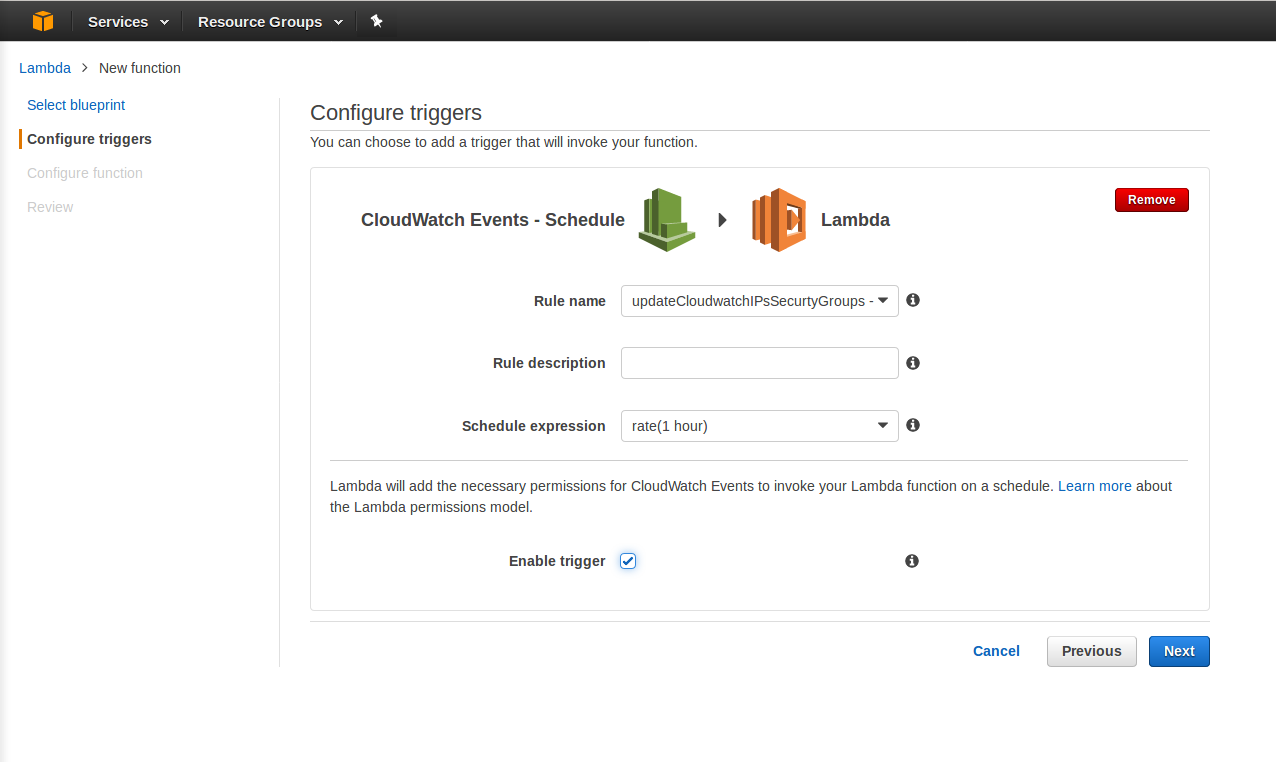 Services Resource Groups
Lambda > New function
Select blueprint
Configure triggers
Configure function
Review
Configure triggers
You can choose to add a trigger that will invoke your function.
CloudWatch Events - Schedule Lambda
Remove
Rule name updateCloudwatchIPsSecurtyGroups -
Rule description
Schedule expression rate(1 hour)
Lambda will add the necessary permissions for CloudWatch Events to invoke your Lambda function on a schedule. Learn more about
the Lambda permissions model.
Enable trigger
Cancel Previous Next